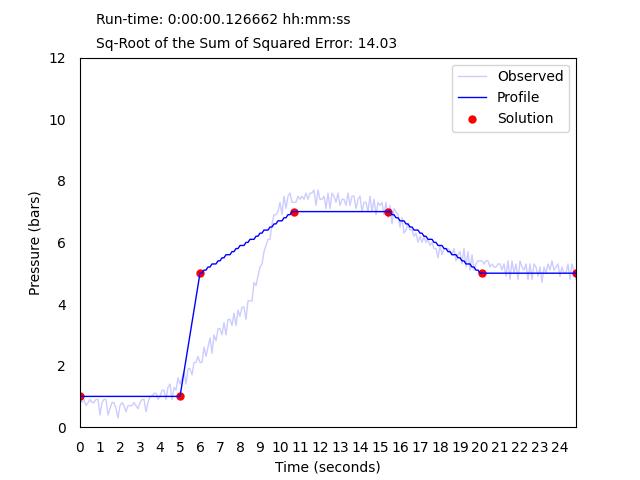 Run-time: 0:00:00.126662 hh:mm:ss
Sq-Root of the Sum of Squared Error: 14.03
12
10
8
6
4
2
0
Pressure (bars)
Observed
Profile
Solution
0 1 2 3 4 5 6 7 8 9 10 11 12 13 14 15 16 17 18 19 20 21 22 23 24
Time (seconds)